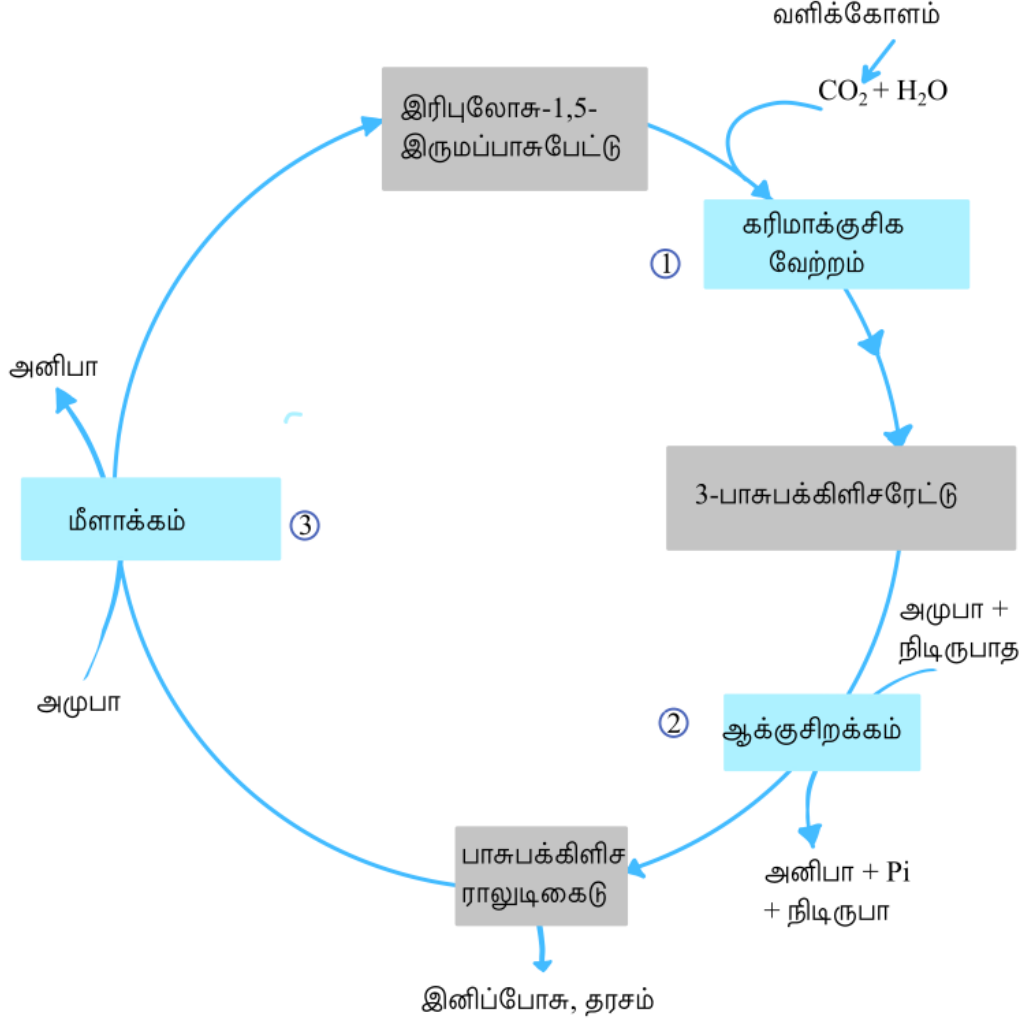 வளிக்கோளம்
CO₂ + H₂O
இரிபுலோசு-1,5-
இருமப்பாசுபேட்டு
கரிமாக்குசிக
வேற்றம்
①
அனிபா
3-பாசுபக்கிளிசரேட்டு
மீளாக்கம்
③
அமுபா +
நிடிருபாத
அமுபா
②
ஆக்குசிறக்கம்
பாசுபக்கிளிச
ராலுடிகைடு
அனிபா + Pi
+ நிடிருபா
இனிப்போசு, தரசம்